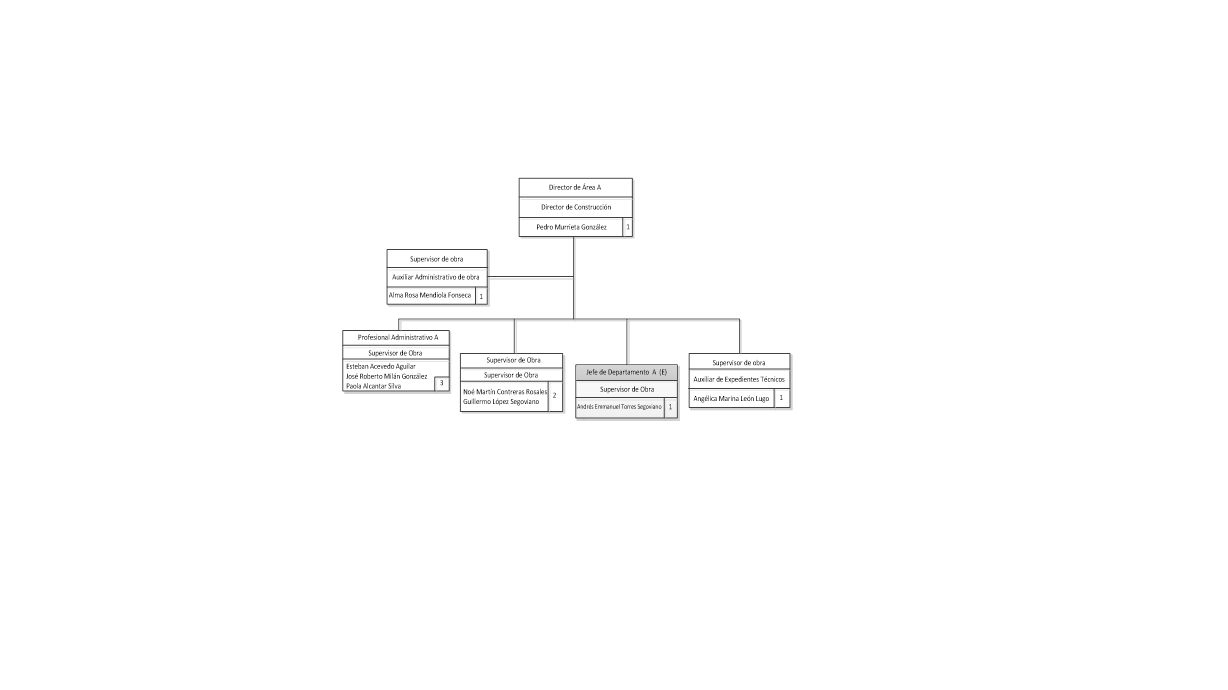 Director de Área A
Director de Construcción
Pedro Murrieta González 1
Supervisor de obra
Auxiliar Administrativo de obra
Alma Rosa Mendiola Fonseca 1
Profesional Administrativo A
Supervisor de Obra
Esteban Acevedo Aguilar
José Roberto Milán González
Paola Alcantar Silva 3
Supervisor de Obra
Supervisor de Obra
Noé Martín Contreras Rosales
Guillermo López Segoviano
2
Jefe de Departamento A (E)
Supervisor de Obra
Andrés Emmanuel Torres Segoviano 1
Supervisor de obra
Auxiliar de Expedientes Técnicos
Angélica Marina León Lugo 1